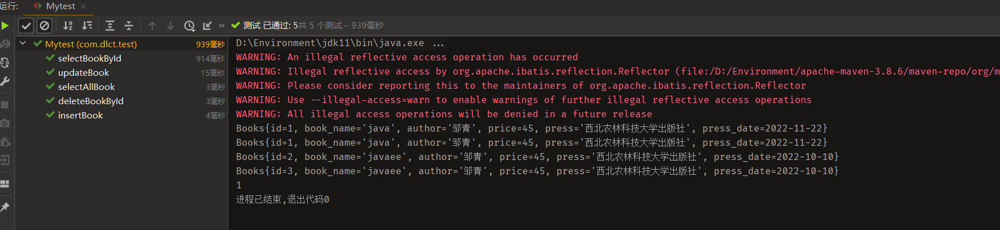 运行:
Mytest
测试 已通过: 5共 5 个测试 – 939毫秒
Mytest (com.dlct.test) 939毫秒
selectBookById 914毫秒
updateBook 15毫秒
selectAllBook 3毫秒
deleteBookById 3毫秒
insertBook 4毫秒
D:\Environment\jdk11\bin\java.exe ...
WARNING: An illegal reflective access operation has occurred
WARNING: Illegal reflective access by org.apache.ibatis.reflection.Reflector (file:/D:/Environment/apache-maven-3.8.6/maven-repo/org/m
WARNING: Please consider reporting this to the maintainers of org.apache.ibatis.reflection.Reflector
WARNING: Use --illegal-access=warn to enable warnings of further illegal reflective access operations
WARNING: All illegal access operations will be denied in a future release
Books{id=1, book_name='java', author='邹青', price=45, press='西北农林科技大学出版社', press_date=2022-11-22}
Books{id=1, book_name='java', author='邹青', price=45, press='西北农林科技大学出版社', press_date=2022-11-22}
Books{id=2, book_name='javaee', author='邹青', price=45, press='西北农林科技大学出版社', press_date=2022-10-10}
Books{id=3, book_name='javaee', author='邹青', price=45, press='西北农林科技大学出版社', press_date=2022-10-10}
1
进程已结束,退出代码0